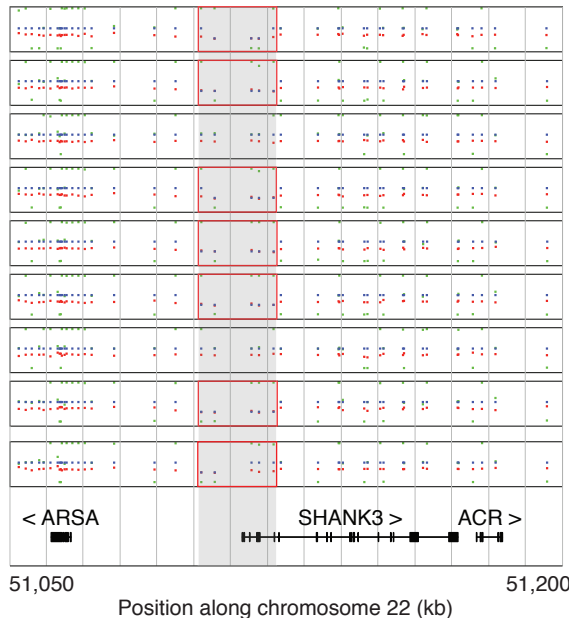 < ARSA SHANK3 > ACR >
51,050 51,200
Position along chromosome 22 (kb)